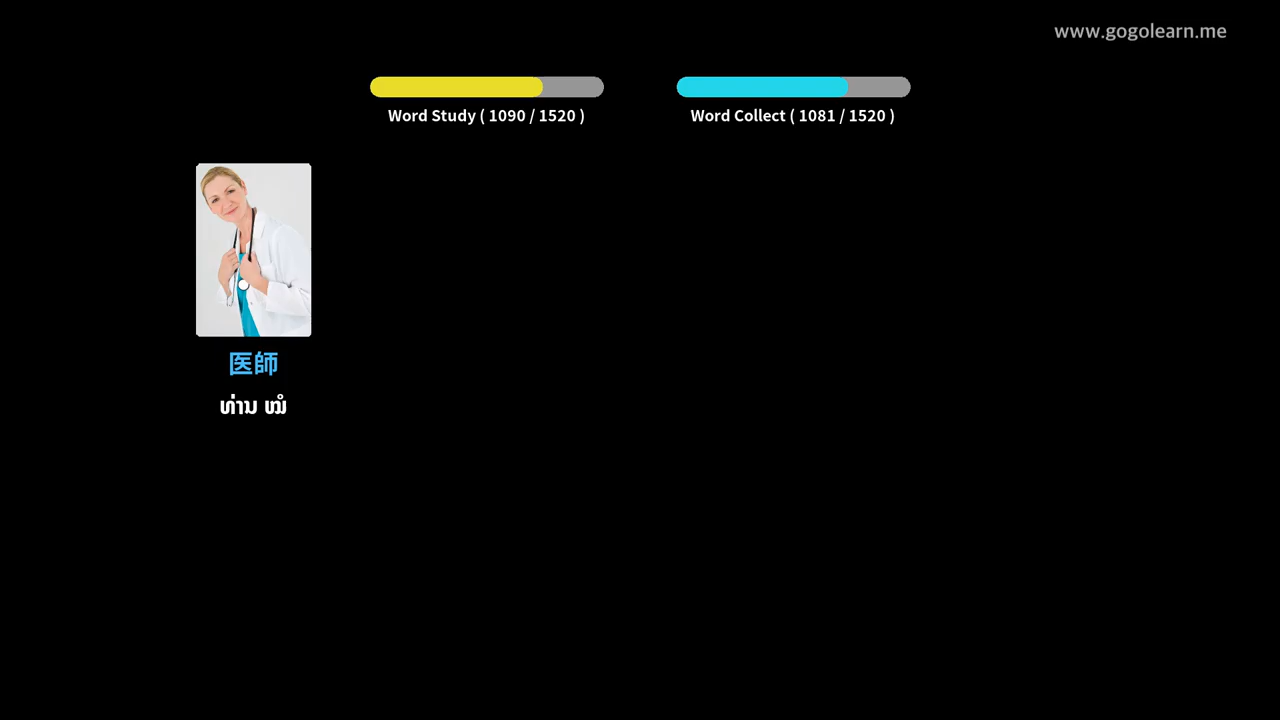 www.gogolearn.me
Word Study ( 1090 / 1520 )
Word Collect ( 1081 / 1520 )
医師
ທ່ານ ໝໍ